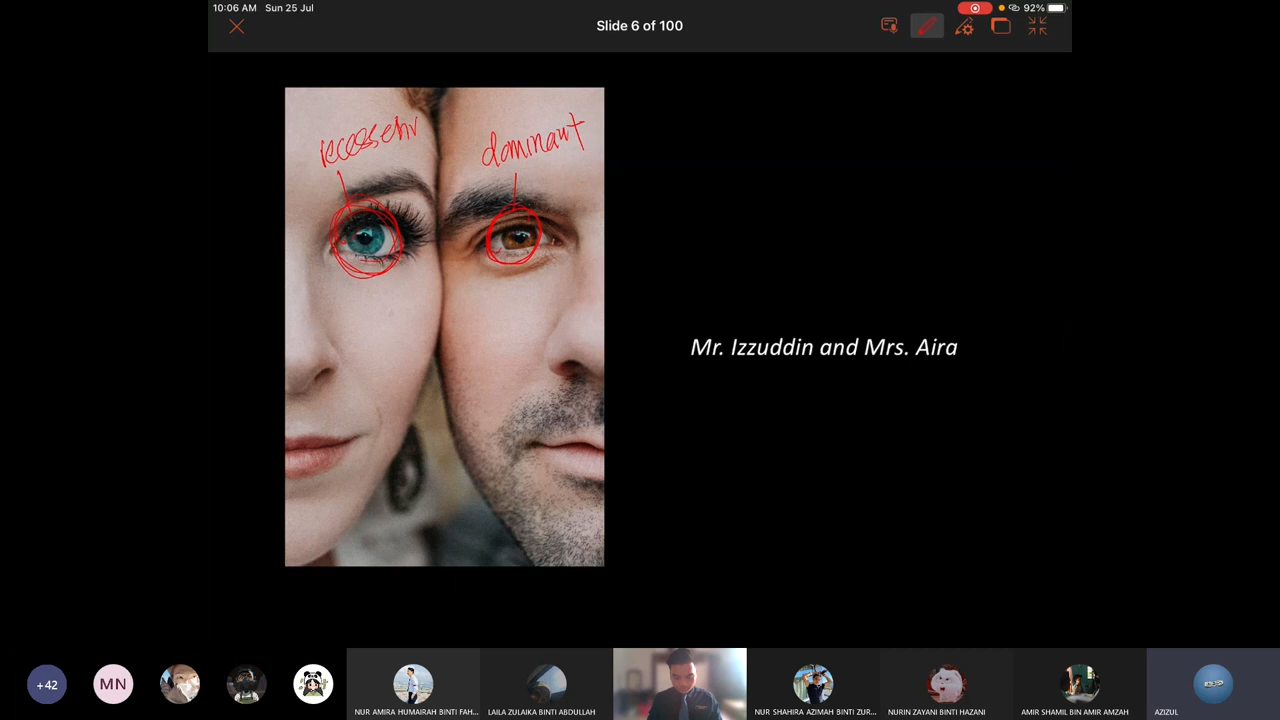 10:06 AM Sun 25 Jul
92%
Slide 6 of 100
dominant
Mr. Izzuddin and Mrs. Aira
+42
MN
NUR AMIRA HUMAIRAH BINTI FAH...
LAILA ZULAIKA BINTI ABDULLAH
NUR SHAHIRA AZIMAH BINTI ZUR...
NURIN ZAYANI BINTI HAZANI
AMIR SHAMIL BIN AMIR AMZAH
AZIZUL